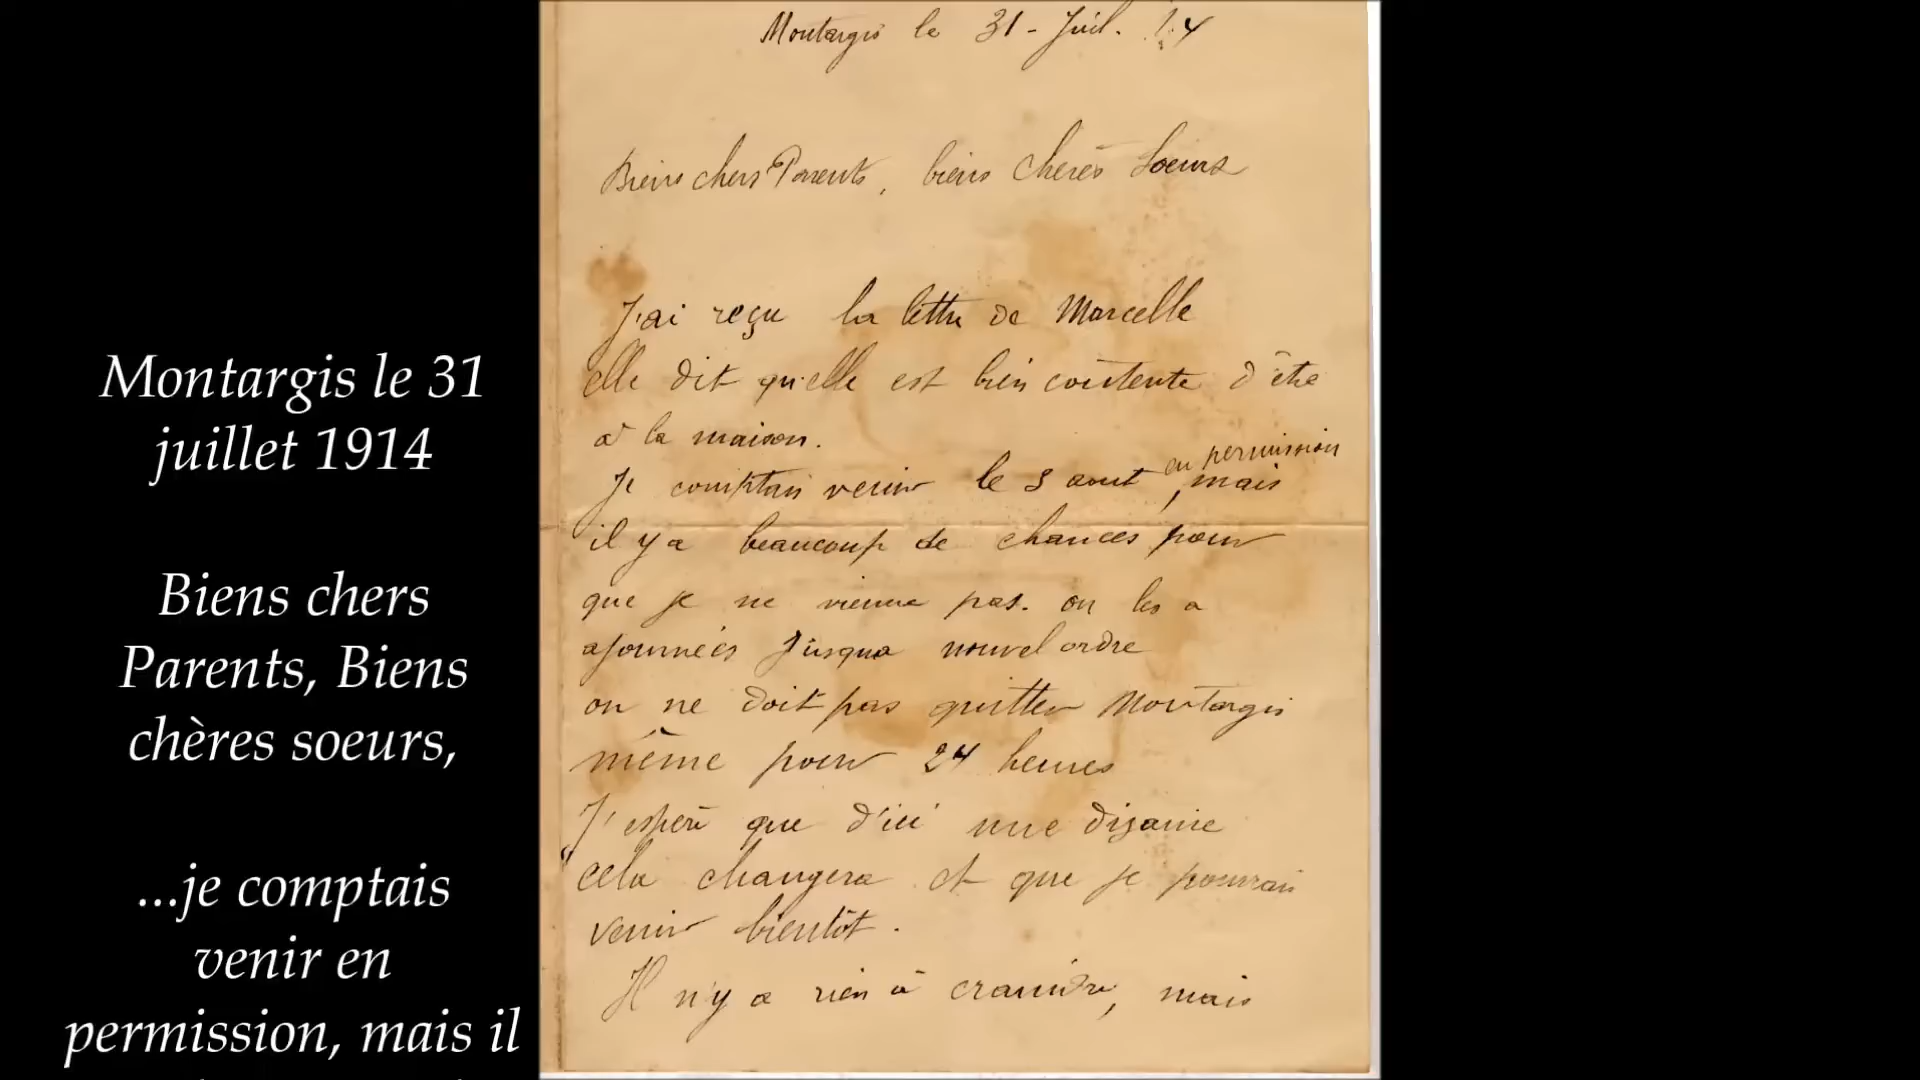 Montargis le 31
juillet 1914
Biens chers
Parents, Biens
chères soeurs,
...je comptais
venir en
permission, mais il
Montargis le 31 - Juil. 14
Biens chers Parents, biens chères Soeurs
J'ai reçu la lettre de Marcelle
elle dit qu'elle est bien contente d'être
à la maison.
Je comptais venir le 3 aout en permission, mais
il y a beaucoup de chances pour
que je ne vienne pas. on les a
ajournées jusqua nouvel ordre
on ne doit pas quitter Montargis
même pour 24 heures
J'espère que d'ici une dizaine
cela changera et que je pourrai
venir bientôt.
Il n'y a rien à craindre, mais